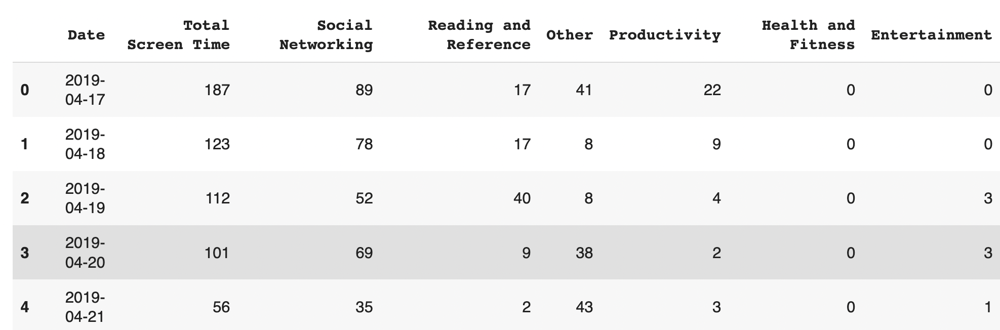 Date Total Screen Time Social Networking Reading and Reference Other Productivity Health and Fitness Entertainment
0 2019-04-17 187 89 17 41 22 0 0
1 2019-04-18 123 78 17 8 9 0 0
2 2019-04-19 112 52 40 8 4 0 3
3 2019-04-20 101 69 9 38 2 0 3
4 2019-04-21 56 35 2 43 3 0 1